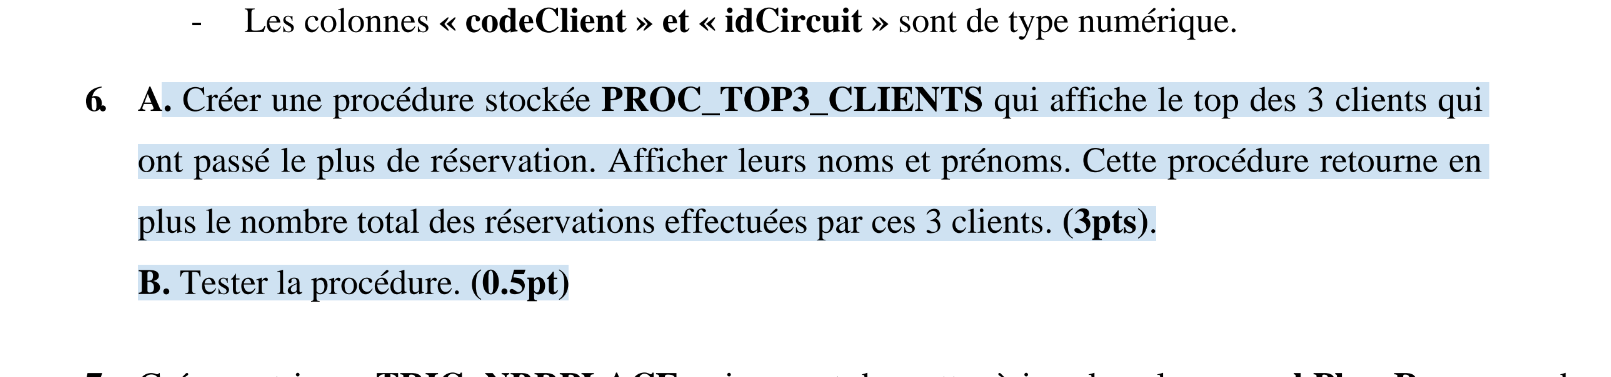 - Les colonnes « codeClient » et « idCircuit » sont de type numérique.
6. A. Créer une procédure stockée PROC_TOP3_CLIENTS qui affiche le top des 3 clients qui
ont passé le plus de réservation. Afficher leurs noms et prénoms. Cette procédure retourne en
plus le nombre total des réservations effectuées par ces 3 clients. (3pts).
B. Tester la procédure. (0.5pt)